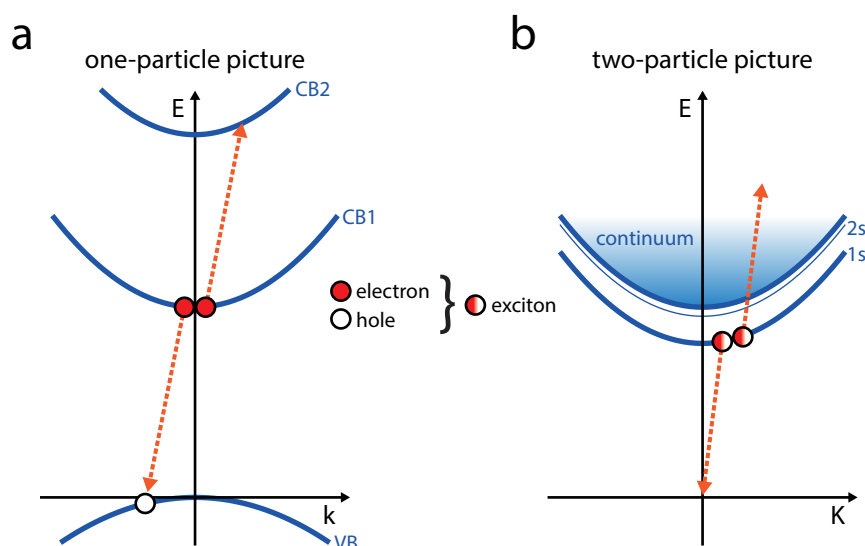 a
one-particle picture
E
CB2
CB1
electron
hole
}
exciton
k
VB
b
two-particle picture
E
continuum
2s
1s
K